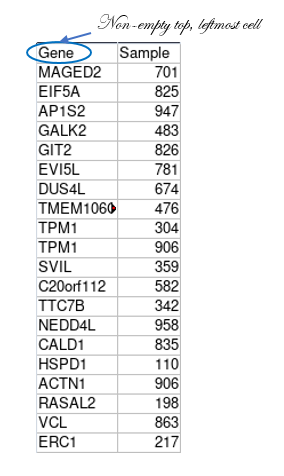 Non-empty top, leftmost cell
Gene Sample
MAGED2 701
EIF5A 825
AP1S2 947
GALK2 483
GIT2 826
EVI5L 781
DUS4L 674
TMEM1060 476
TPM1 304
TPM1 906
SVIL 359
C20orf112 582
TTC7B 342
NEDD4L 958
CALD1 835
HSPD1 110
ACTN1 906
RASAL2 198
VCL 863
ERC1 217